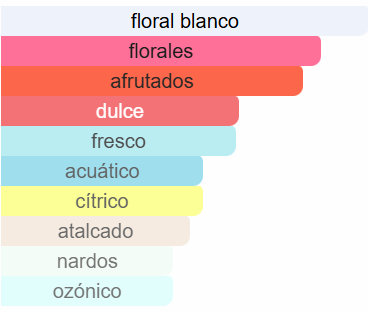 floral blanco
florales
afrutados
dulce
fresco
acuático
cítrico
atalcado
nardos
ozónico